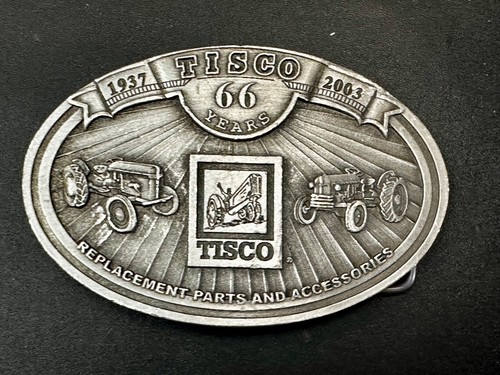 TISCO
1937
2003
66
YEARS
TISCO
REPLACEMENT PARTS AND ACCESSORIES